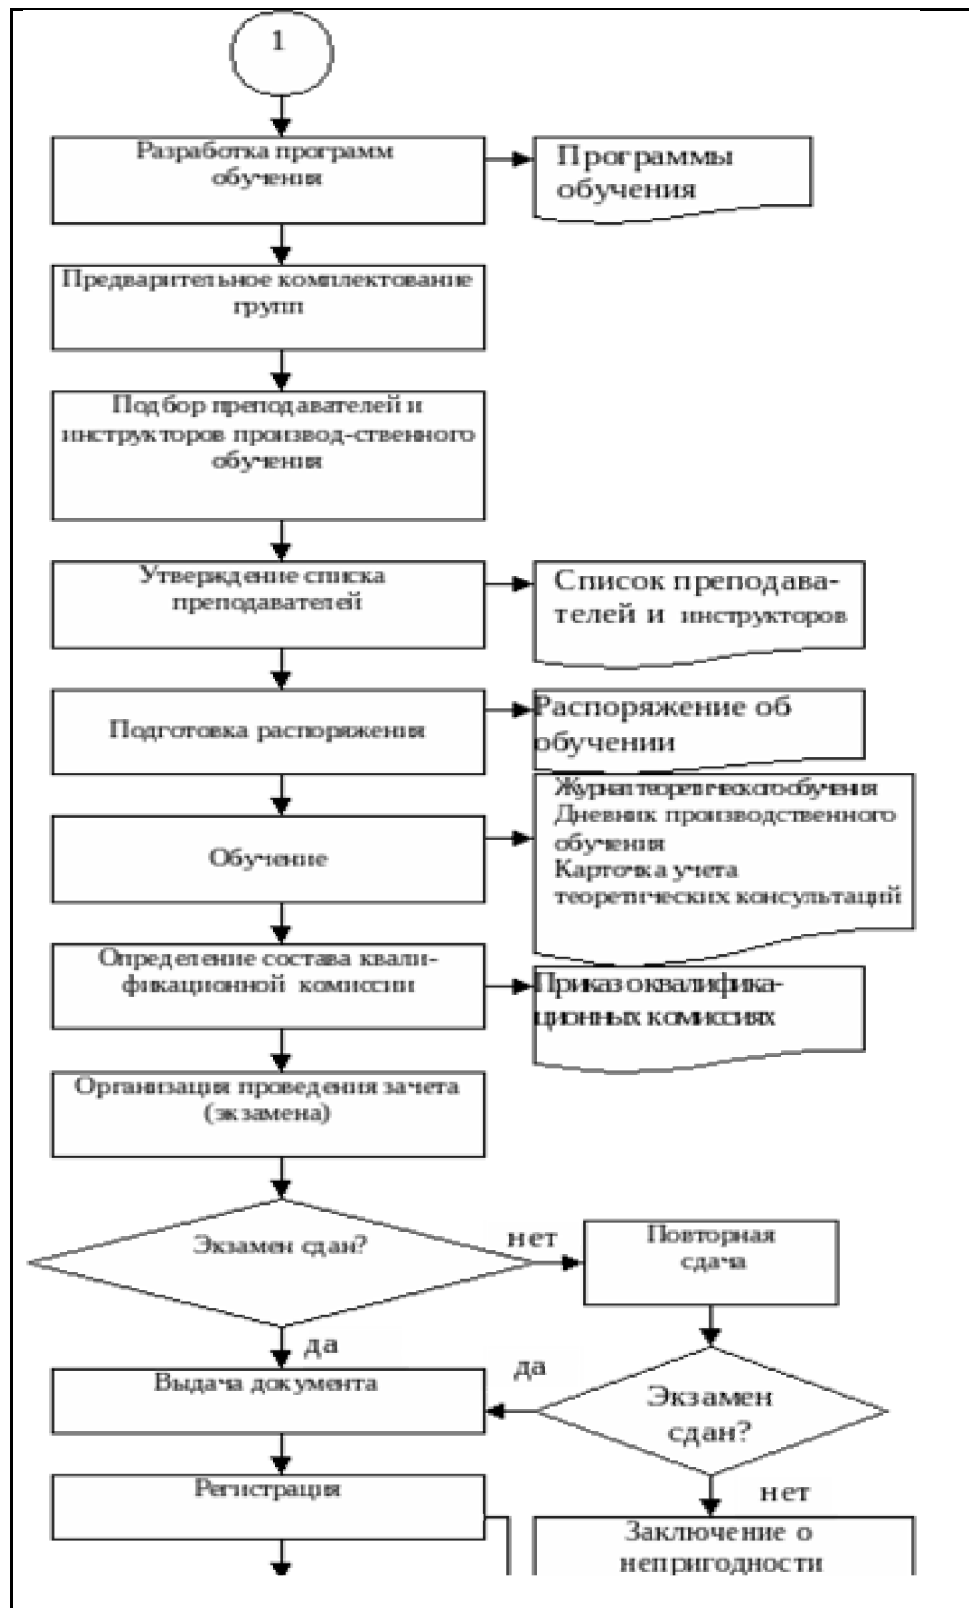 1
Разработка программ
обучения
Программы
обучения
Предварительное комплектование
групп
Подбор преподавателей и
инструкторов производ-ственного
обучения
Утверждение списка
преподавателей
Список преподава-
телей и инструкторов
Подготовка распоряжения
Распоряжение об
обучении
Обучение
Журнал теоретического обучения
Дневник производственного
обучения
Карточка учета
теоретических консультаций
Определение состава квали-
фикационной комиссии
Приказ о квалифика-
ционных комиссиях
Организация проведения зачета
(экзамена)
Экзамен сдан?
нет
Повторная
сдача
да
Выдача документа
да
Экзамен
сдан?
Регистрация
нет
Заключение о
непригодности